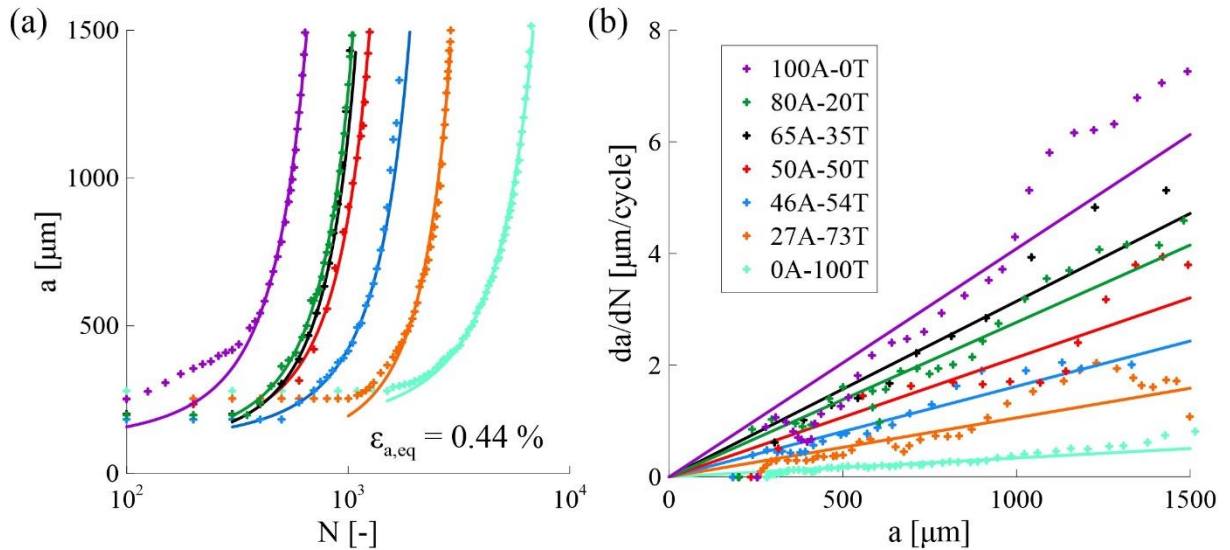 (a)
1500
1000
500
0
a [μm]
10²
10³
10⁴
N [-]
εa,eq = 0.44 %
(b)
8
6
4
2
0
da/dN [μm/cycle]
100A-0T
80A-20T
65A-35T
50A-50T
46A-54T
27A-73T
0A-100T
0
500
1000
1500
a [μm]